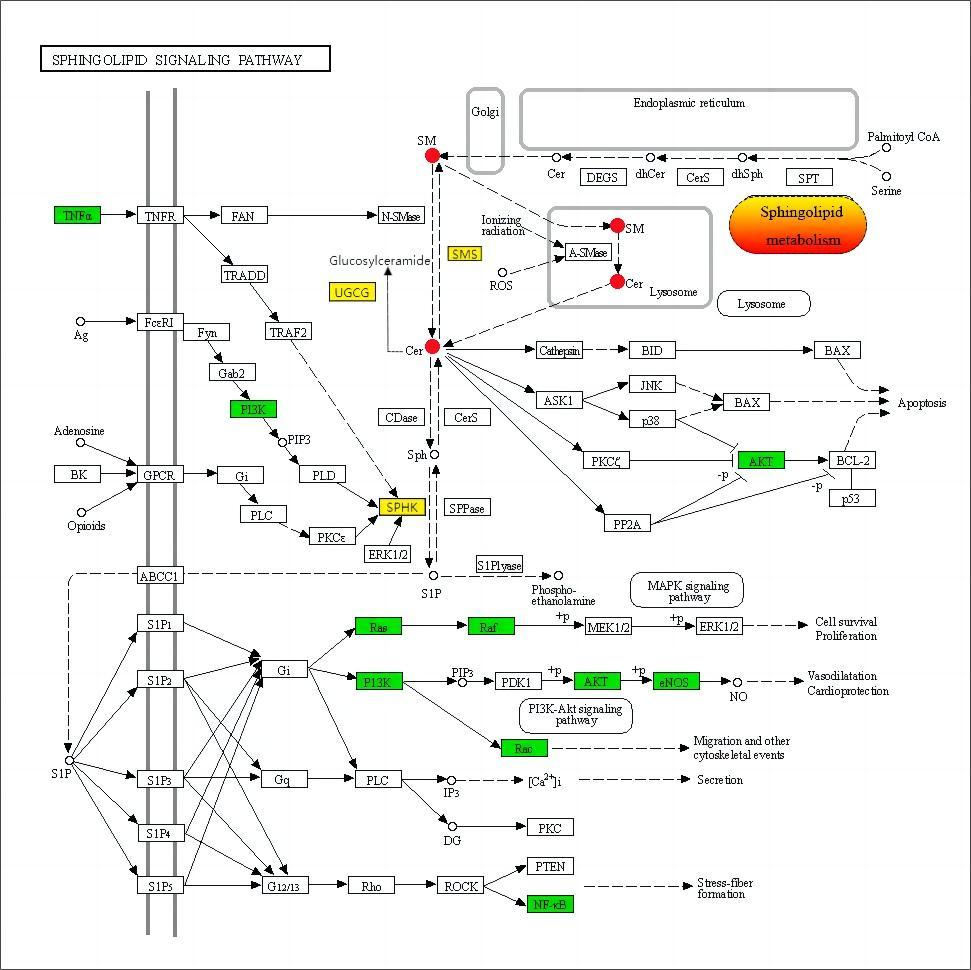 SPHINGOLIPID SIGNALING PATHWAY
Golgi
Endoplasmic reticulum
SM
Palmitoyl CoA
Cer
dhCer
dhSph
DEGS
CerS
SPT
Serine
TNFα
TNFR
FAN
N-SMase
Ionizing
radiation
SM
Sphingolipid
metabolism
A-SMase
SMS
Glucosylceramide
TRADD
ROS
Cer
Lysosome
UGCG
Lysosome
Ag
FcεRI
Fyn
TRAF2
Cer
Cathepsin
BID
BAX
Gab2
JNK
ASK1
BAX
Apoptosis
PI3K
CDase
CerS
p38
Adenosine
PIP3
Sph
PKCζ
AKT
BCL-2
BK
GPCR
Gi
PLD
-p
-p
p53
Opioids
PLC
SPHK
SPPase
PP2A
PKCε
ERK1/2
S1Plyase
ABCC1
S1P
Phospho-
ethanolamine
MAPK signaling
pathway
S1P1
Ras
Raf
+p
MEK1/2
+p
ERK1/2
Cell survival
Proliferation
Gi
S1P2
P13K
PIP3
PDK1
+p
AKT
+p
eNOS
NO
Vasodilatation
Cardioprotection
PI3K-Akt signaling
pathway
Rac
Migration and other
cytoskeletal events
S1P
S1P3
Gq
PLC
IP3
[Ca2+]i
Secretion
S1P4
DG
PKC
S1P5
G12/13
Rho
ROCK
PTEN
NF-κB
Stress-fiber
formation